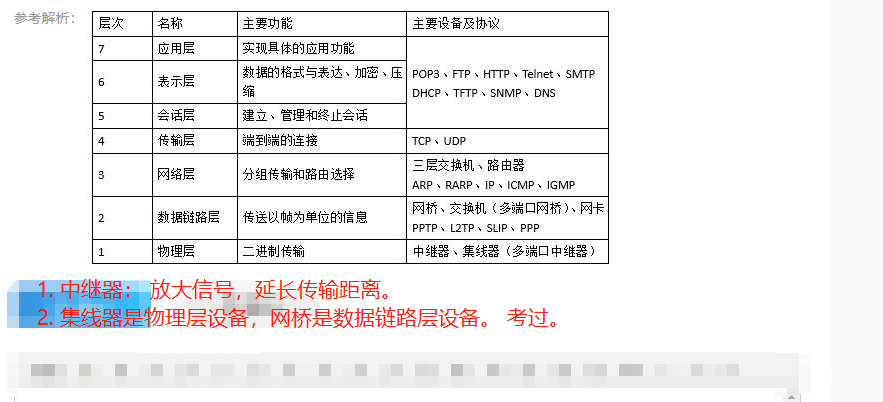 参考解析：
层次 名称 主要功能 主要设备及协议
7 应用层 实现具体的应用功能
6 表示层 数据的格式与表达、加密、压
缩
POP3、FTP、HTTP、Telnet、SMTP
DHCP、TFTP、SNMP、DNS
5 会话层 建立、管理和终止会话
4 传输层 端到端的连接 TCP、UDP
3 网络层 分组传输和路由选择
三层交换机、路由器
ARP、RARP、IP、ICMP、IGMP
2 数据链路层 传送以帧为单位的信息
网桥、交换机（多端口网桥）、网卡
PPTP、L2TP、SLIP、PPP
1 物理层 二进制传输 中继器、集线器（多端口中继器）
1. 中继器： 放大信号，延长传输距离。
2. 集线器是物理层设备，网桥是数据链路层设备。 考过。